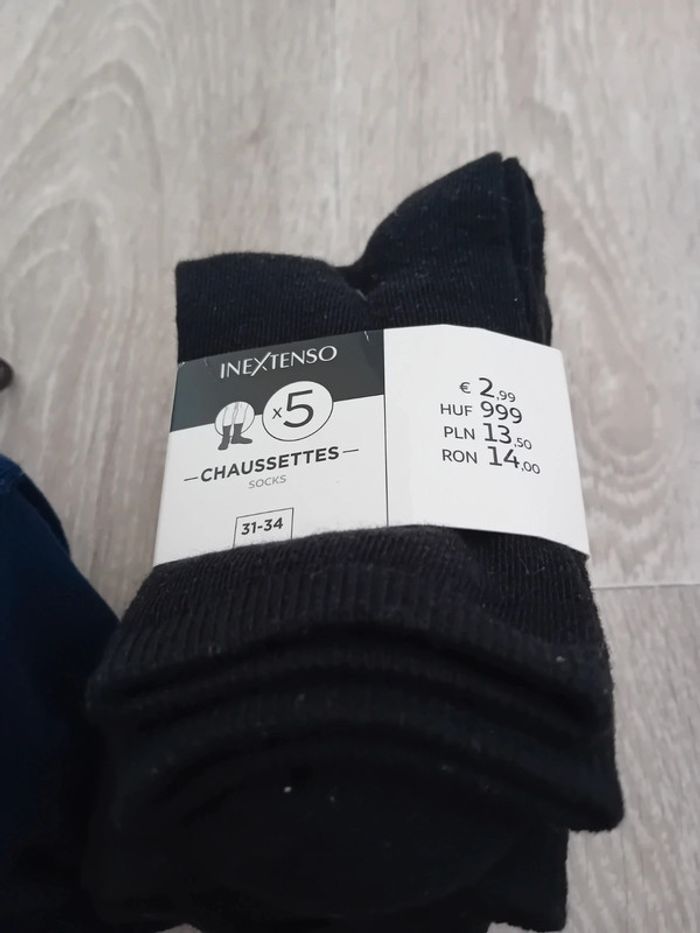 INEXTENSO
x5
CHAUSSETTES
SOCKS
31-34
€ 2,99
HUF 999
PLN 13,50
RON 14,00